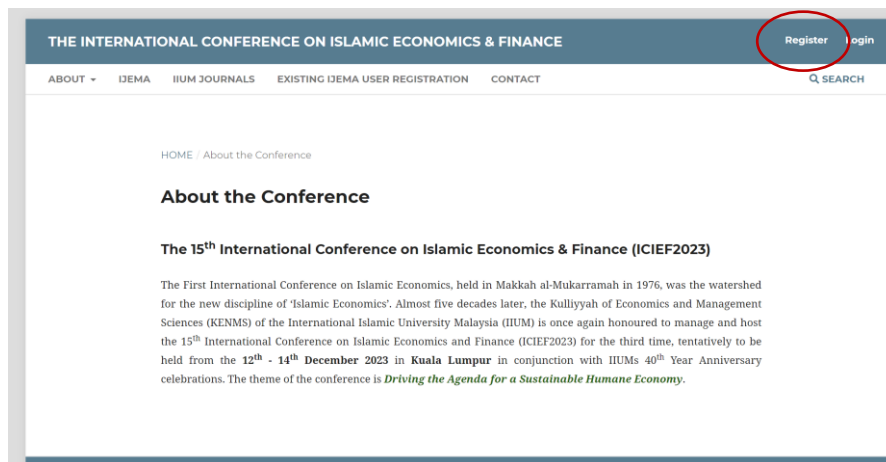 THE INTERNATIONAL CONFERENCE ON ISLAMIC ECONOMICS & FINANCE
Register Login
ABOUT IJEMA IIUM JOURNALS EXISTING IJEMA USER REGISTRATION CONTACT SEARCH
HOME / About the Conference
About the Conference
The 15th International Conference on Islamic Economics & Finance (ICIEF2023)
The First International Conference on Islamic Economics, held in Makkah al-Mukarramah in 1976, was the watershed
for the new discipline of ‘Islamic Economics’. Almost five decades later, the Kulliyyah of Economics and Management
Sciences (KENMS) of the International Islamic University Malaysia (IIUM) is once again honoured to manage and host
the 15th International Conference on Islamic Economics and Finance (ICIEF2023) for the third time, tentatively to be
held from the 12th - 14th December 2023 in Kuala Lumpur in conjunction with IIUMs 40th Year Anniversary
celebrations. The theme of the conference is Driving the Agenda for a Sustainable Humane Economy.